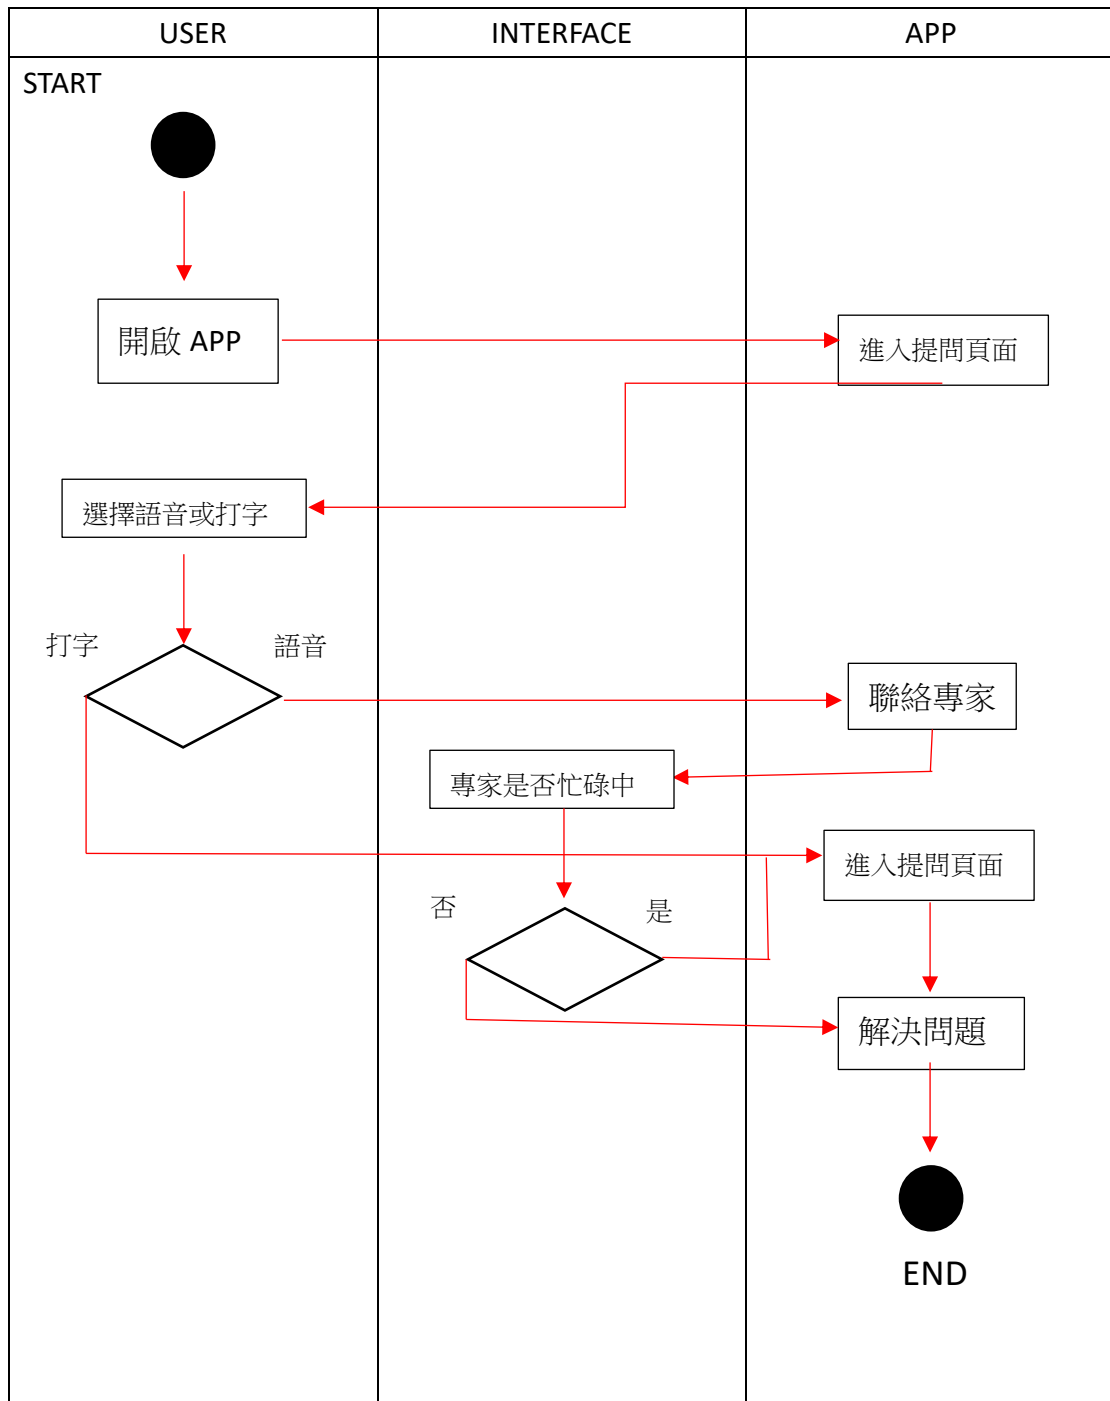 USER
INTERFACE
APP
START
開啟 APP
進入提問頁面
選擇語音或打字
打字
語音
聯絡專家
專家是否忙碌中
進入提問頁面
否
是
解決問題
END